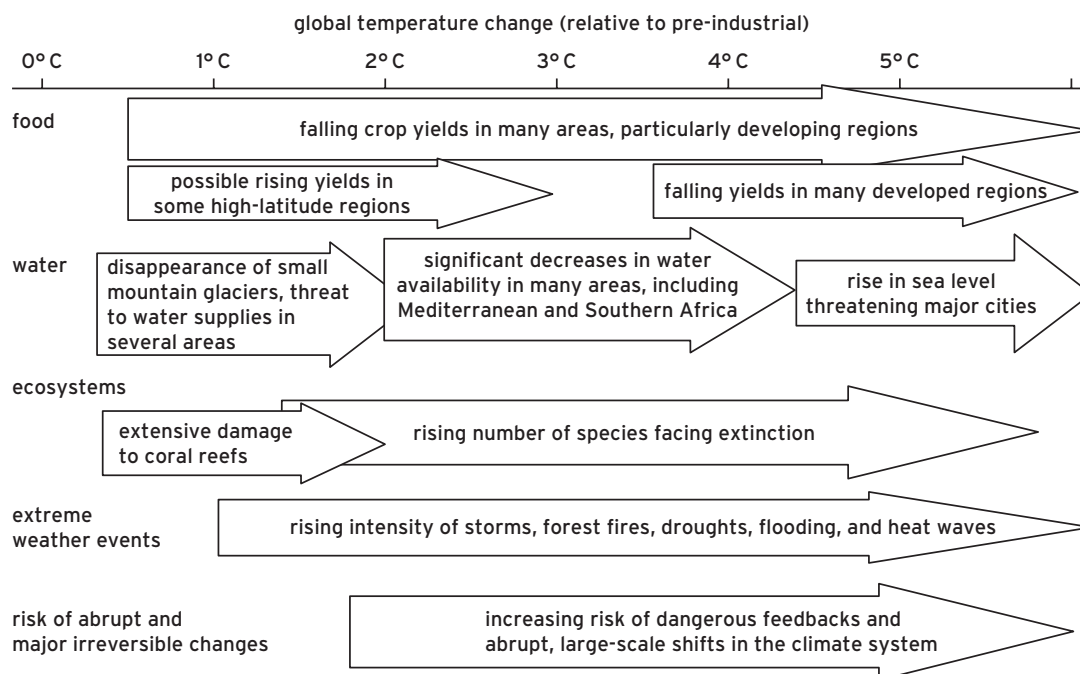 global temperature change (relative to pre-industrial)
0° C 1° C 2° C 3° C 4° C 5° C
food
falling crop yields in many areas, particularly developing regions
possible rising yields in
some high-latitude regions
falling yields in many developed regions
water
disappearance of small
mountain glaciers, threat
to water supplies in
several areas
significant decreases in water
availability in many areas, including
Mediterranean and Southern Africa
rise in sea level
threatening major cities
ecosystems
extensive damage
to coral reefs
rising number of species facing extinction
extreme
weather events
rising intensity of storms, forest fires, droughts, flooding, and heat waves
risk of abrupt and
major irreversible changes
increasing risk of dangerous feedbacks and
abrupt, large-scale shifts in the climate system